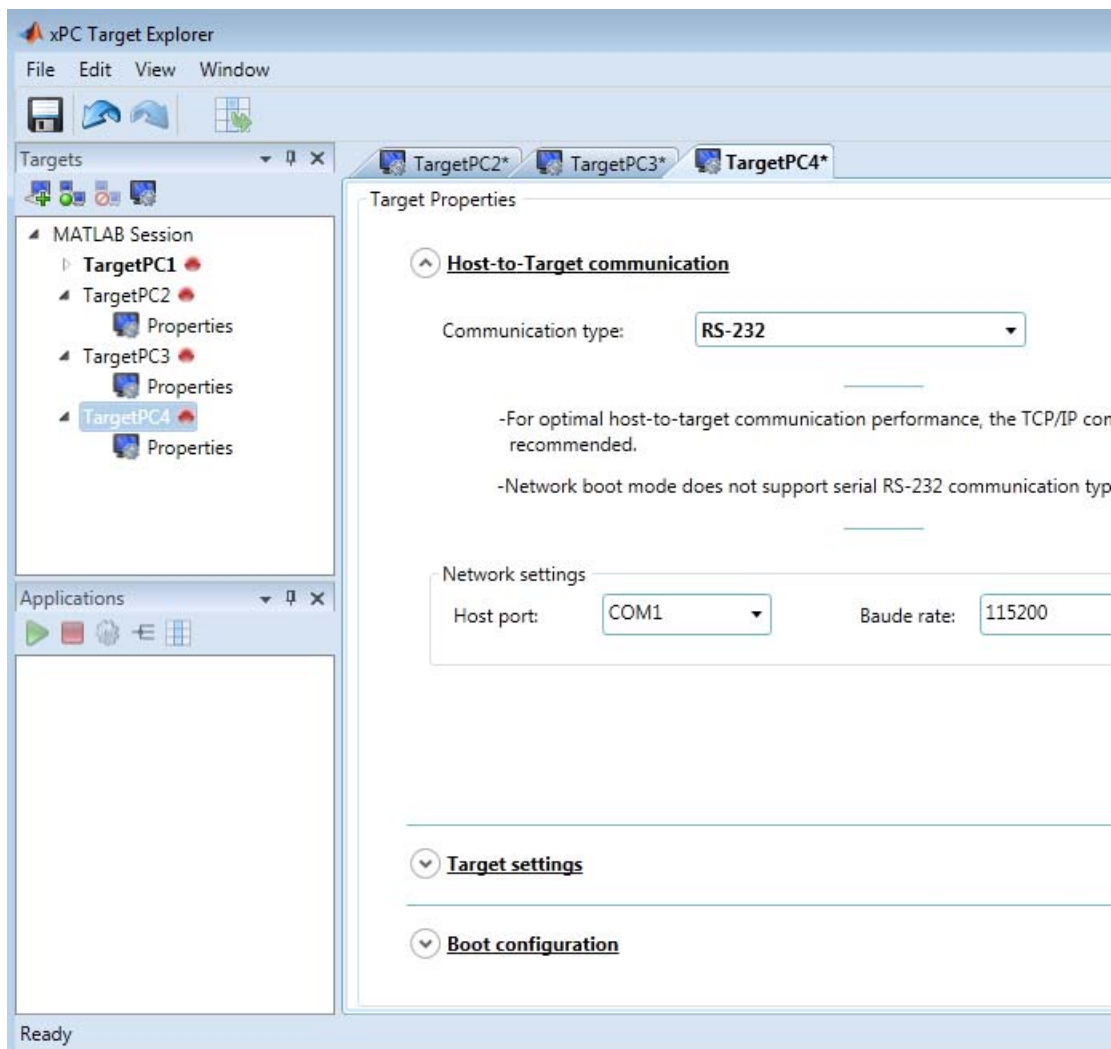 xPC Target Explorer
File Edit View Window
Targets
MATLAB Session
TargetPC1
TargetPC2
Properties
TargetPC3
Properties
TargetPC4
Properties
Applications
Ready
TargetPC2* TargetPC3* TargetPC4*
Target Properties
Host-to-Target communication
Communication type: RS-232
-For optimal host-to-target communication performance, the TCP/IP
recommended.
-Network boot mode does not support serial RS-232 communication
Network settings
Host port: COM1 Baude rate: 115200
Target settings
Boot configuration